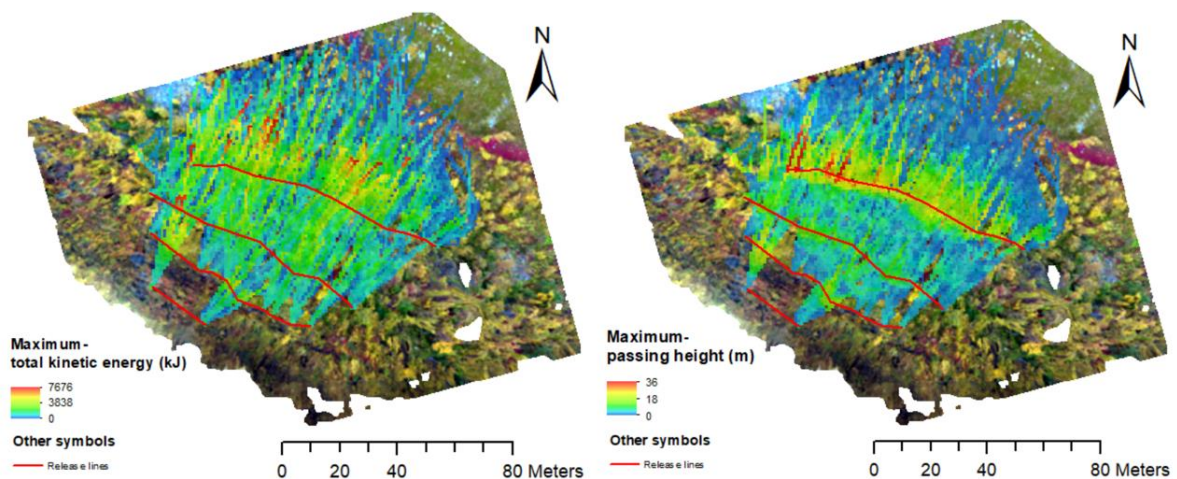 N
Maximum-
total kinetic energy (kJ)
7676
3838
0
Other symbols
Release lines
0 20 40 80 Meters
N
Maximum-
passing height (m)
36
18
0
Other symbols
Release lines
0 20 40 80 Meters